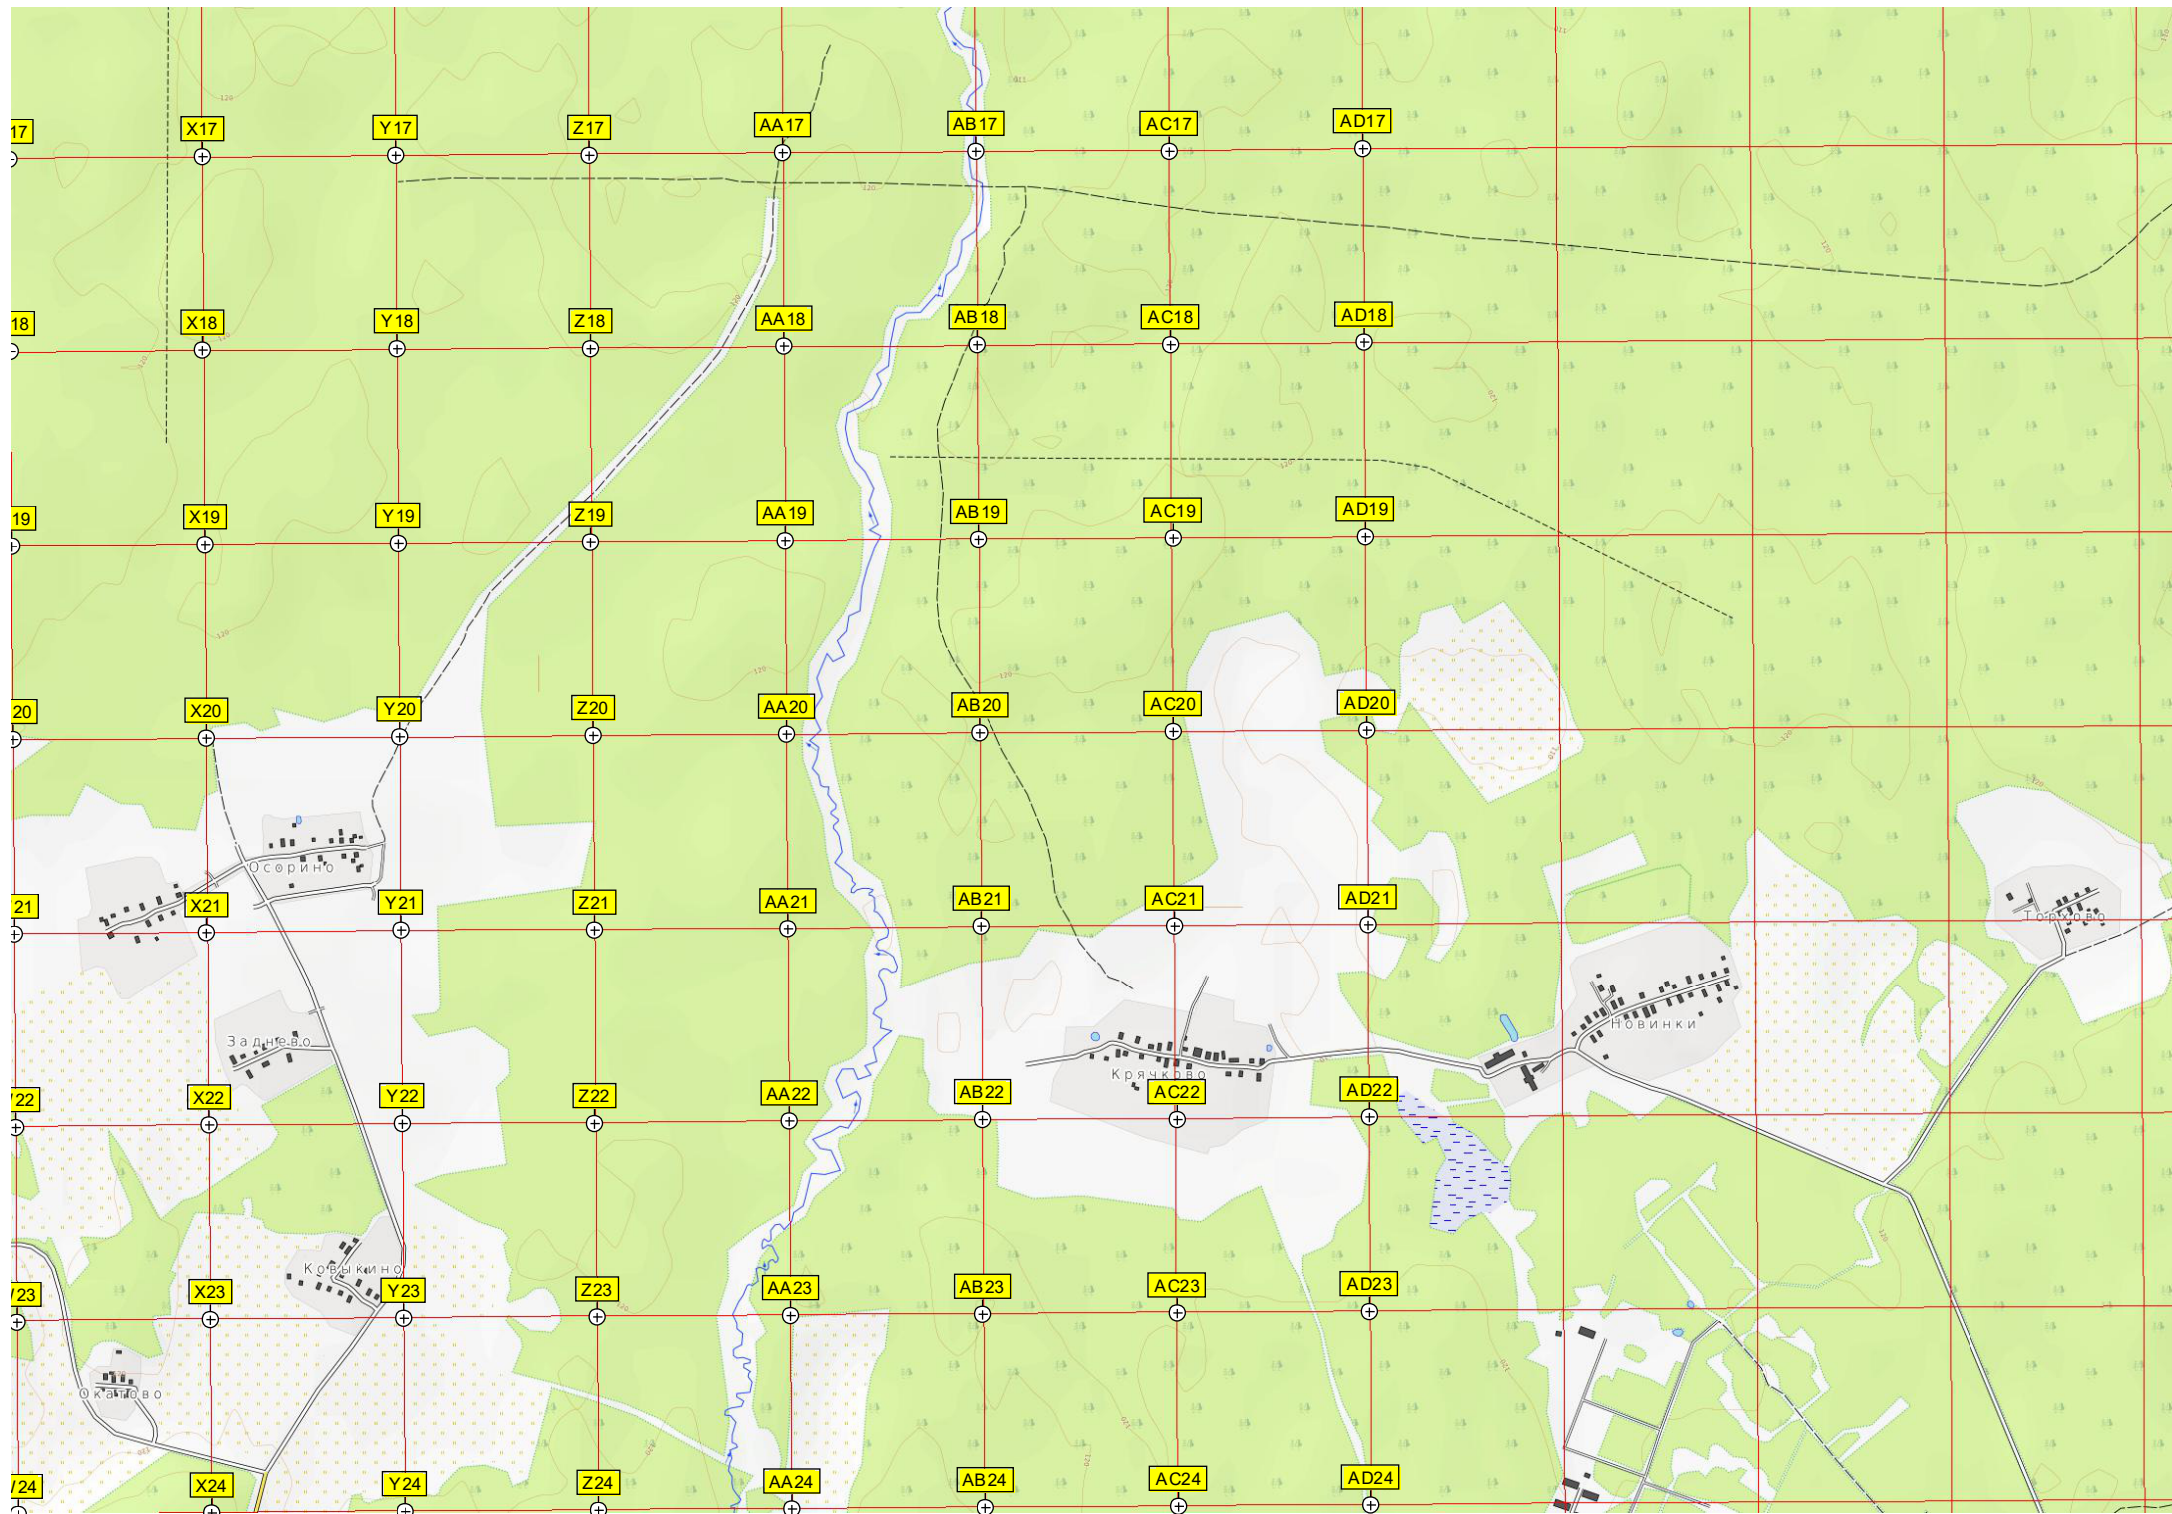 17 X17 Y17 Z17 AA17 AB17 AC17 AD17
18 X18 Y18 Z18 AA18 AB18 AC18 AD18
19 X19 Y19 Z19 AA19 AB19 AC19 AD19
20 X20 Y20 Z20 AA20 AB20 AC20 AD20
Осорино
21 X21 Y21 Z21 AA21 AB21 AC21 AD21
Торхово
Новинки
Заднево
Крячково
22 X22 Y22 Z22 AA22 AB22 AC22 AD22
Ковыкино
23 X23 Y23 Z23 AA23 AB23 AC23 AD23
Окатово
24 X24 Y24 Z24 AA24 AB24 AC24 AD24